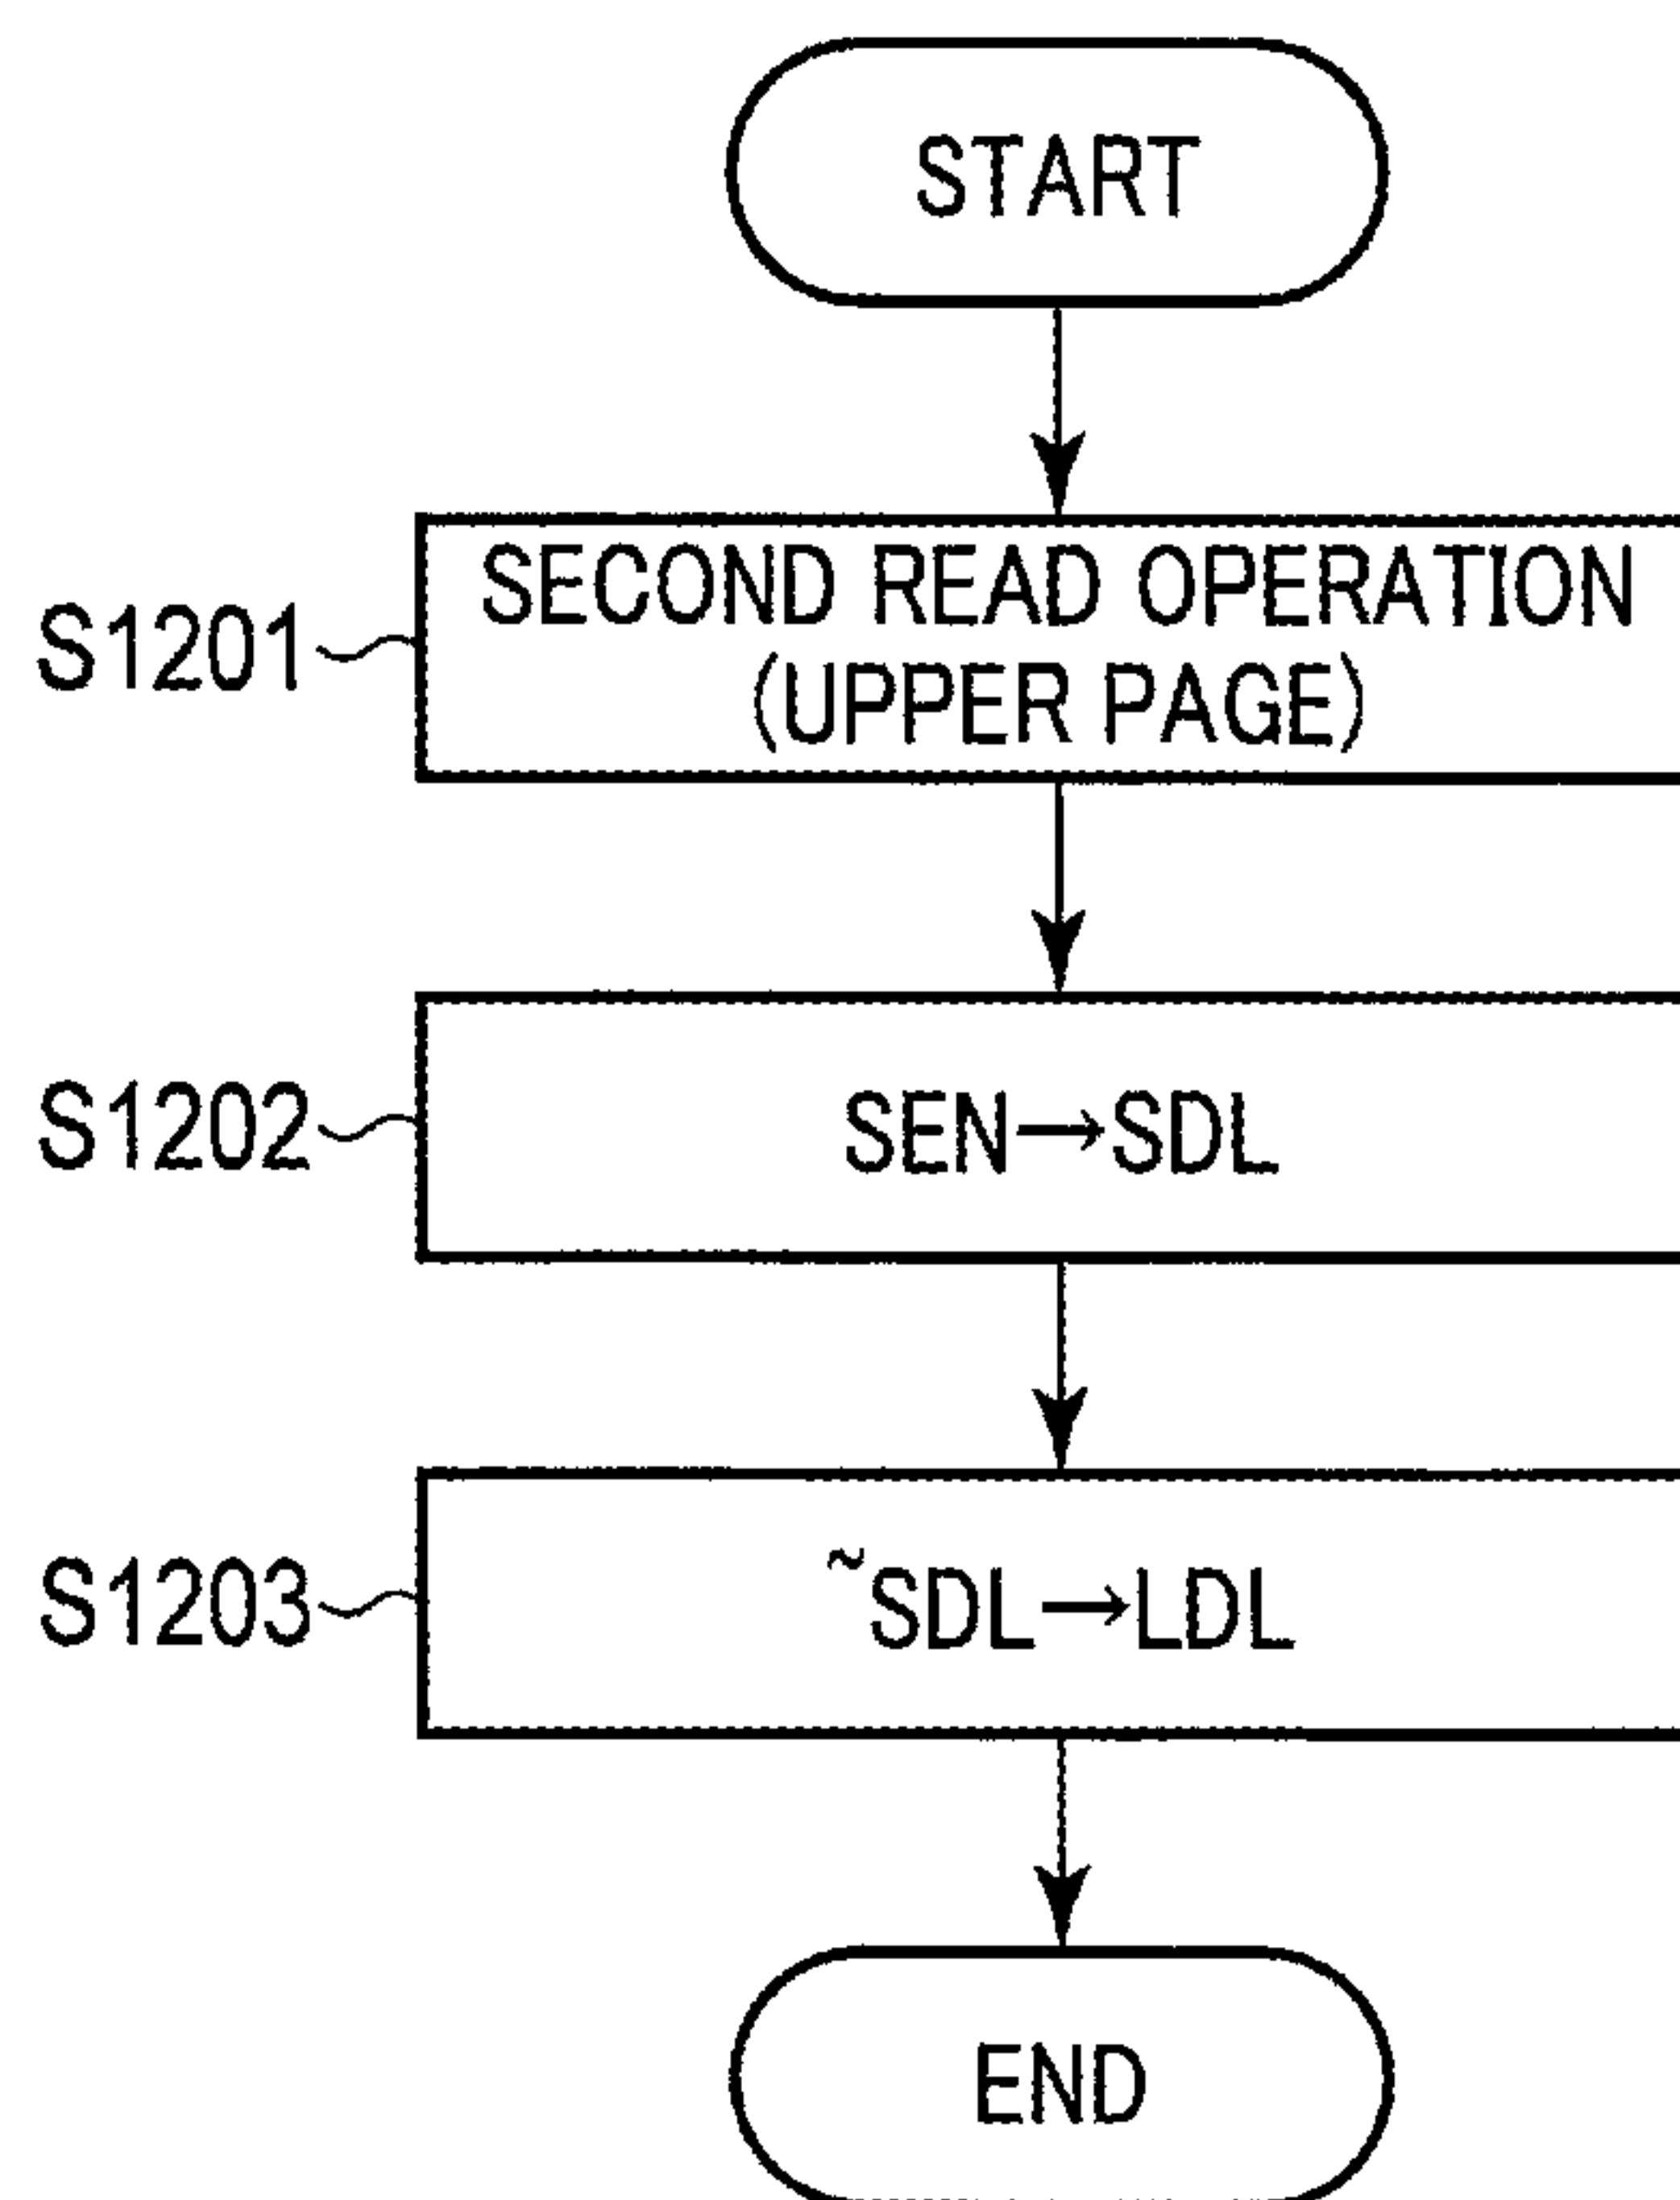 START
S1201
SECOND READ OPERATION
(UPPER PAGE)
S1202
SEN→SDL
S1203
~SDL→LDL
END